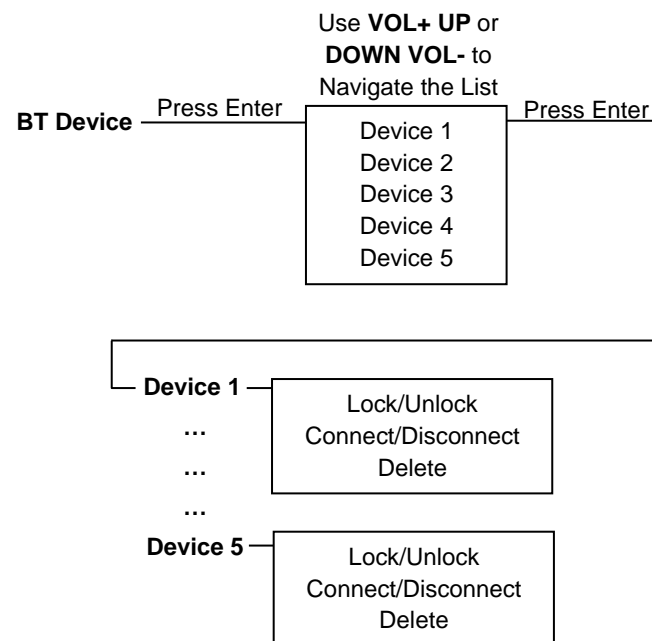 Use VOL+ UP or
DOWN VOL- to
Navigate the List
BT Device
Press Enter
Device 1
Device 2
Device 3
Device 4
Device 5
Press Enter
Device 1
Lock/Unlock
Connect/Disconnect
Delete
...
...
...
Device 5
Lock/Unlock
Connect/Disconnect
Delete